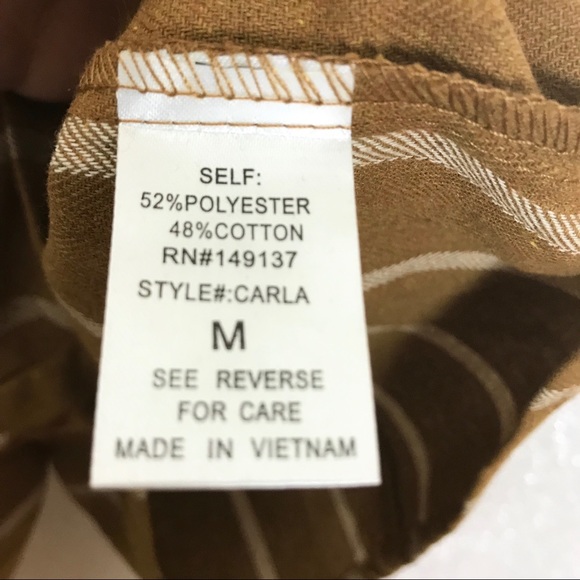 SELF:
52%POLYESTER
48%COTTON
RN#149137
STYLE#:CARLA
M
SEE REVERSE
FOR CARE
MADE IN VIETNAM